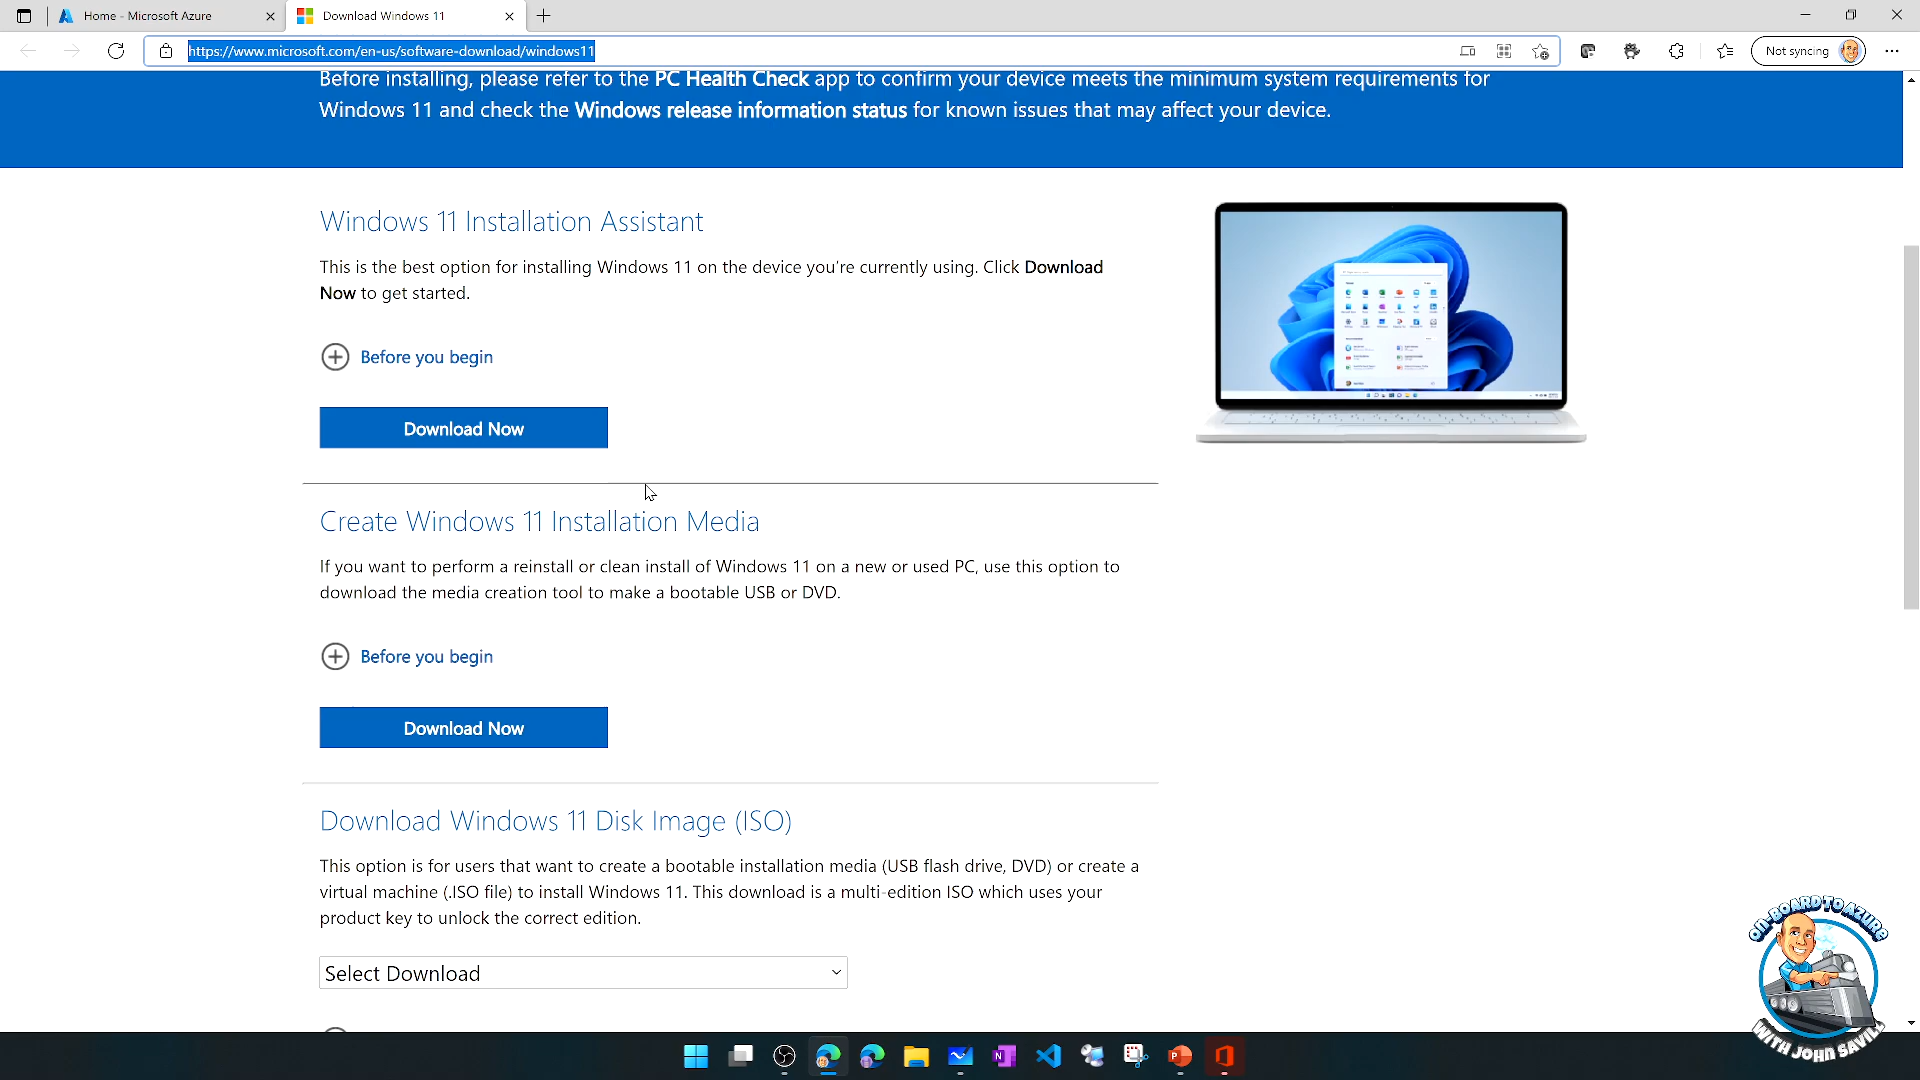 Home - Microsoft Azure
Download Windows 11
https://www.microsoft.com/en-us/software-download/windows11
Not syncing
Before installing, please refer to the PC Health Check app to confirm your device meets the minimum system requirements for
Windows 11 and check the Windows release information status for known issues that may affect your device.
Windows 11 Installation Assistant
This is the best option for installing Windows 11 on the device you're currently using. Click Download
Now to get started.
Before you begin
Download Now
Create Windows 11 Installation Media
If you want to perform a reinstall or clean install of Windows 11 on a new or used PC, use this option to
download the media creation tool to make a bootable USB or DVD.
Before you begin
Download Now
Download Windows 11 Disk Image (ISO)
This option is for users that want to create a bootable installation media (USB flash drive, DVD) or create a
virtual machine (.ISO file) to install Windows 11. This download is a multi-edition ISO which uses your
product key to unlock the correct edition.
Select Download
ON-BOARD TO AZURE
WITH JOHN SAVILL